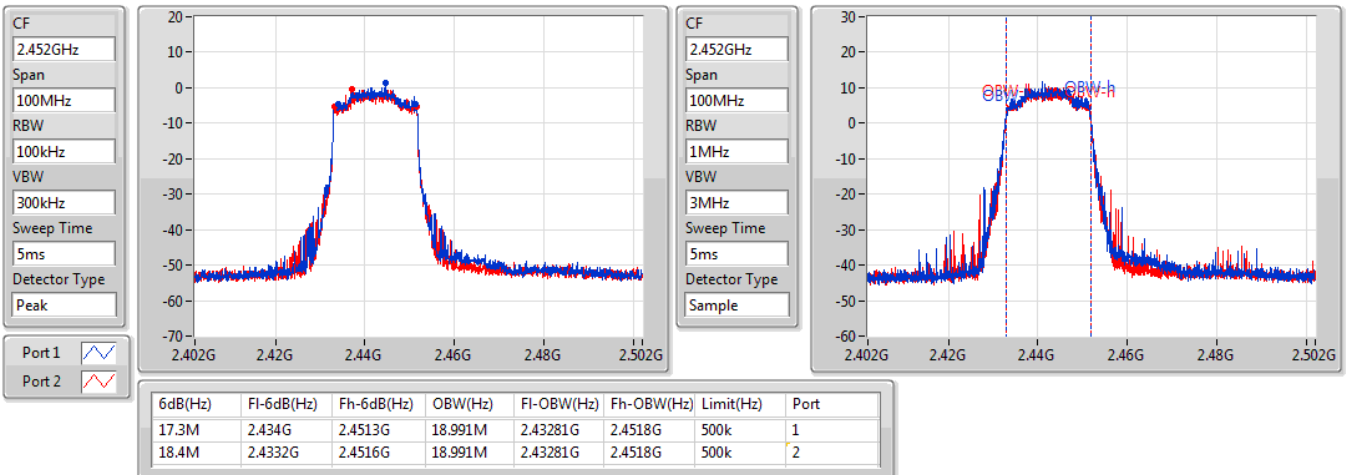 CF
2.452GHz
Span
100MHz
RBW
100kHz
VBW
300kHz
Sweep Time
5ms
Detector Type
Peak
20
10
0
-10
-20
-30
-40
-50
-60
-70
2.402G 2.42G 2.44G 2.46G 2.48G 2.502G
CF
2.452GHz
Span
100MHz
RBW
1MHz
VBW
3MHz
Sweep Time
5ms
Detector Type
Sample
30
20
10
0
-10
-20
-30
-40
-50
-60
OBW-h
OBW-h
2.402G 2.42G 2.44G 2.46G 2.48G 2.502G
Port 1
Port 2
6dB(Hz) Fl-6dB(Hz) Fh-6dB(Hz) OBW(Hz) Fl-OBW(Hz) Fh-OBW(Hz) Limit(Hz) Port
17.3M 2.434G 2.4513G 18.991M 2.43281G 2.4518G 500k 1
18.4M 2.4332G 2.4516G 18.991M 2.43281G 2.4518G 500k 2